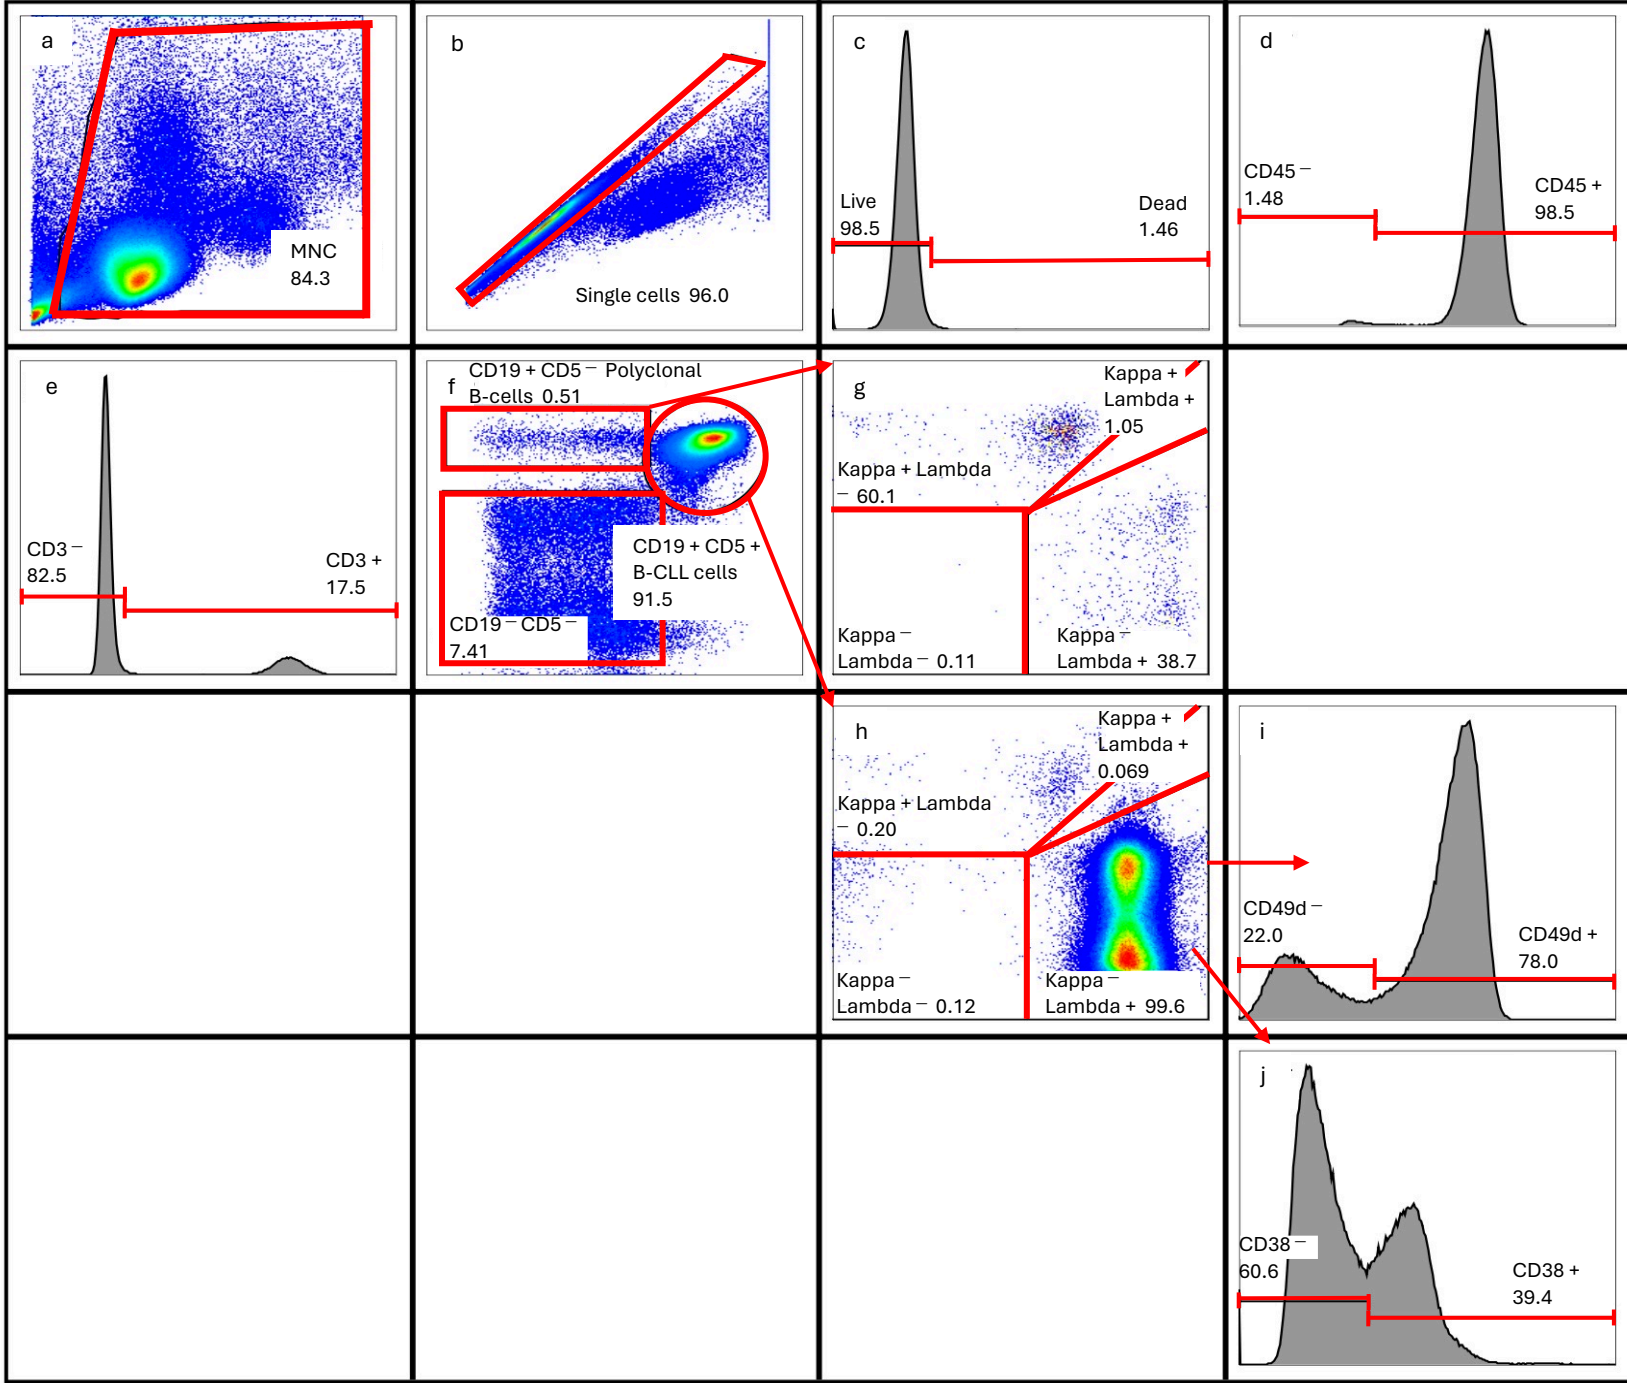 a
MNC
84.3
b
Single cells 96.0
c
Live
98.5
Dead
1.46
d
CD45 –
1.48
CD45 +
98.5
e
CD3 –
82.5
CD3 +
17.5
f
CD19 + CD5 – Polyclonal
B-cells 0.51
CD19 + CD5 +
B-CLL cells
91.5
CD19 – CD5 –
7.41
g
Kappa +
Lambda +
1.05
Kappa + Lambda
– 60.1
Kappa –
Lambda – 0.11
Kappa –
Lambda + 38.7
h
Kappa +
Lambda +
0.069
Kappa + Lambda
– 0.20
Kappa –
Lambda – 0.12
Kappa –
Lambda + 99.6
i
CD49d –
22.0
CD49d +
78.0
j
CD38 –
60.6
CD38 +
39.4